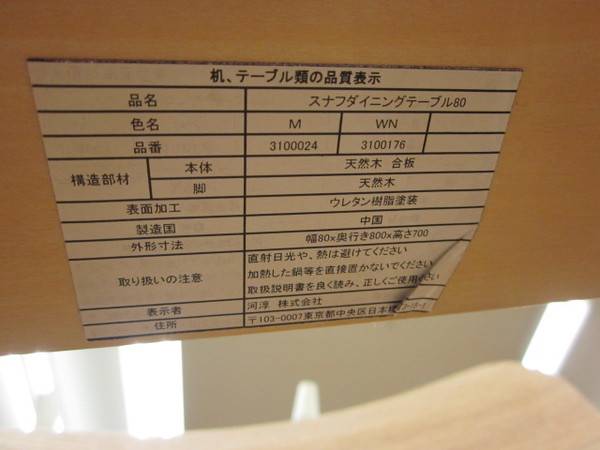 机、テーブル類の品質表示
品名 スナフダイニングテーブル80
色名 M WN
品番 3100024 3100176
構造部材 本体 天然木 合板
脚 天然木
表面加工 ウレタン樹脂塗装
製造国 中国
外形寸法 幅80x奥行き800x高さ700
取り扱いの注意 直射日光や、熱は避けてください
加熱した鍋等を直接置かないでください
取扱説明書を良く読み、正しくご使用下さい
表示者 河淳 株式会社
住所 〒103-0007東京都中央区日本橋